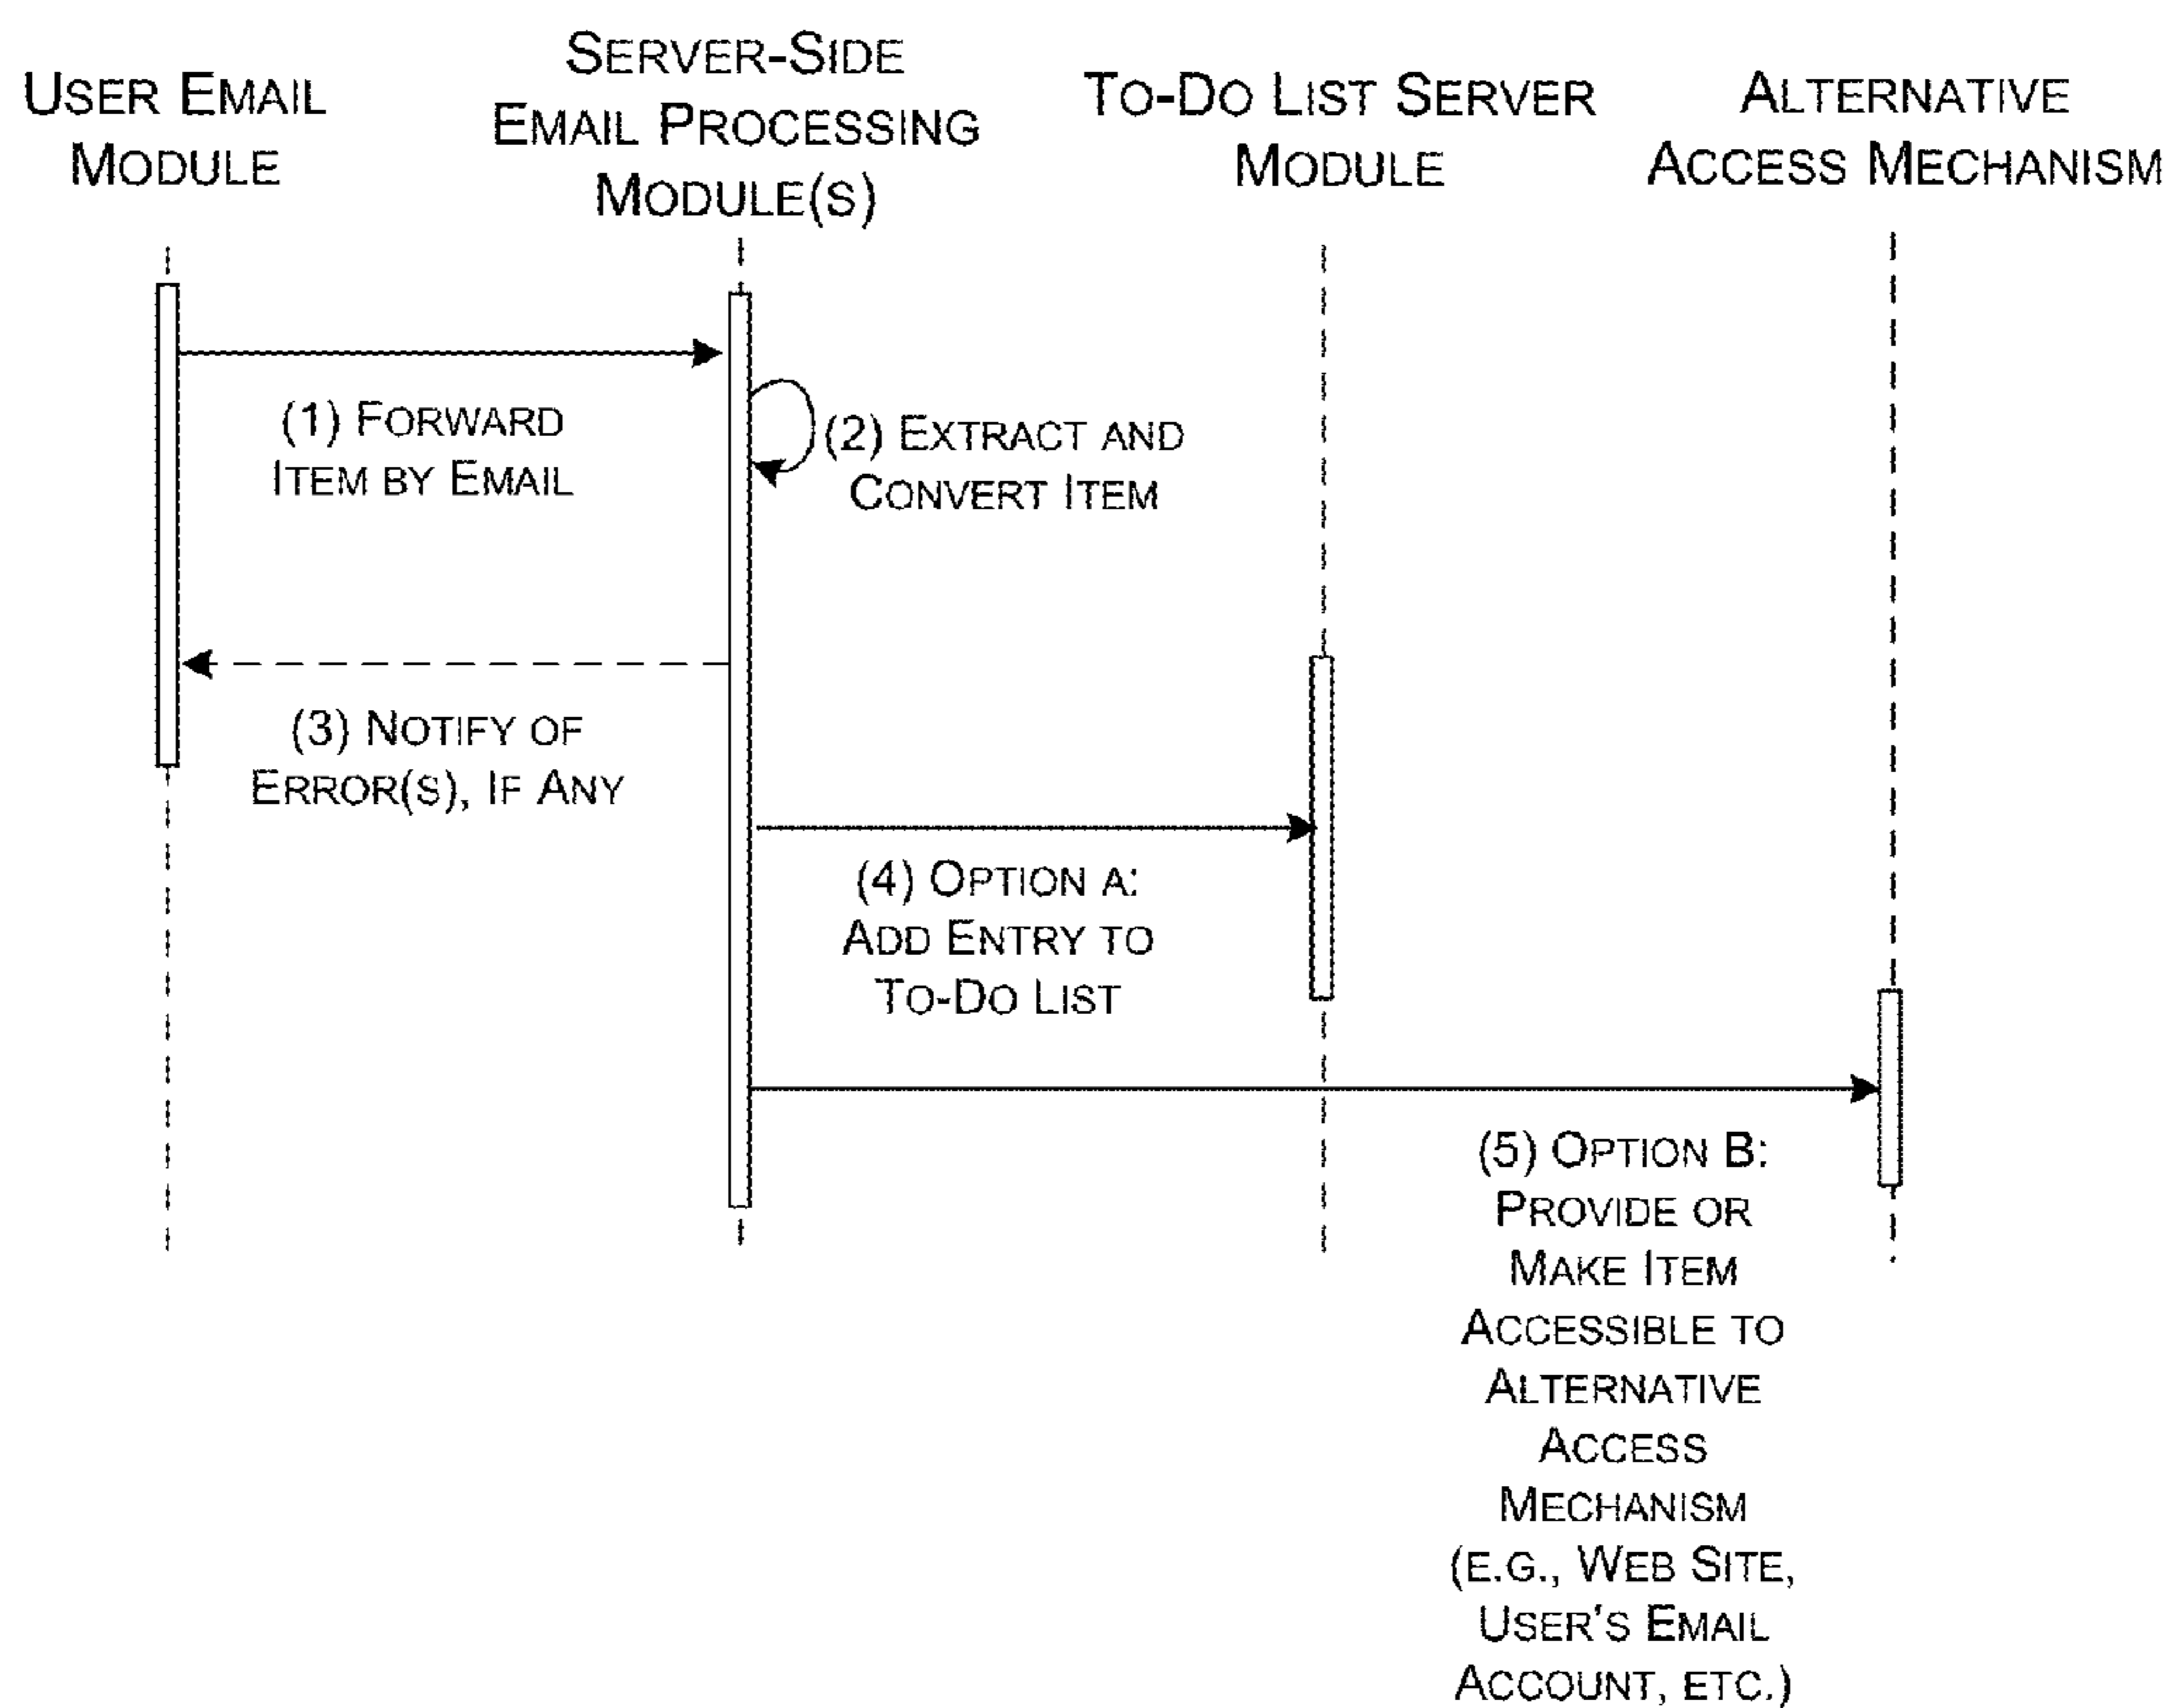 USER EMAIL
MODULE
SERVER-SIDE
EMAIL PROCESSING
MODULE(S)
TO-DO LIST SERVER
MODULE
ALTERNATIVE
ACCESS MECHANISM
(1) FORWARD
ITEM BY EMAIL
(2) EXTRACT AND
CONVERT ITEM
(3) NOTIFY OF
ERROR(S), IF ANY
(4) OPTION A:
ADD ENTRY TO
TO-DO LIST
(5) OPTION B:
PROVIDE OR
MAKE ITEM
ACCESSIBLE TO
ALTERNATIVE
ACCESS
MECHANISM
(E.G., WEB SITE,
USER'S EMAIL
ACCOUNT, ETC.)